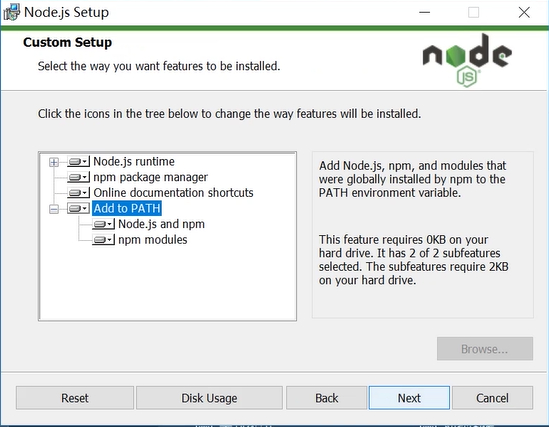 Node.js Setup
Custom Setup
Select the way you want features to be installed.
node
JS
Click the icons in the tree below to change the way features will be installed.
Node.js runtime
npm package manager
Online documentation shortcuts
Add to PATH
Node.js and npm
npm modules
Add Node.js, npm, and modules that
were globally installed by npm to the
PATH environment variable.
This feature requires 0KB on your
hard drive. It has 2 of 2 subfeatures
selected. The subfeatures require 2KB
on your hard drive.
Browse...
Reset
Disk Usage
Back
Next
Cancel